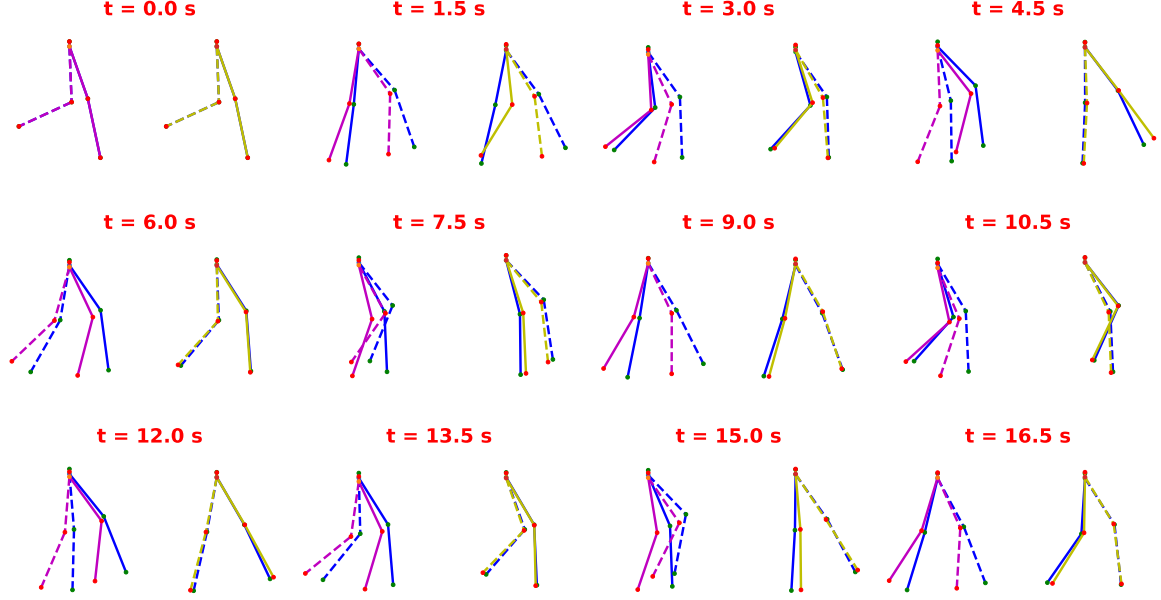 t = 0.0 s
t = 1.5 s
t = 3.0 s
t = 4.5 s
t = 6.0 s
t = 7.5 s
t = 9.0 s
t = 10.5 s
t = 12.0 s
t = 13.5 s
t = 15.0 s
t = 16.5 s